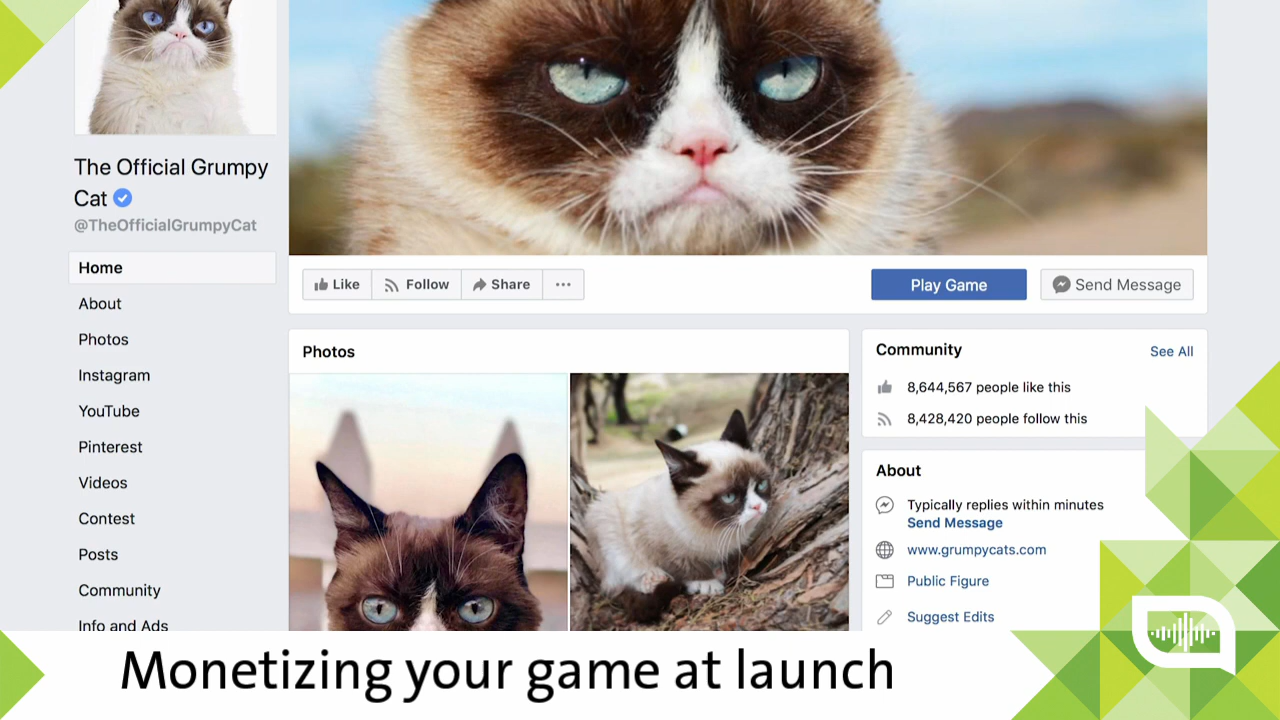 The Official Grumpy
Cat
@TheOfficialGrumpyCat
Home
About
Photos
Instagram
YouTube
Pinterest
Videos
Contest
Posts
Community
Info and Ads
Like
Follow
Share
Play Game
Send Message
Photos
Community
See All
8,644,567 people like this
8,428,420 people follow this
About
Typically replies within minutes
Send Message
www.grumpycats.com
Public Figure
Suggest Edits
Monetizing your game at launch